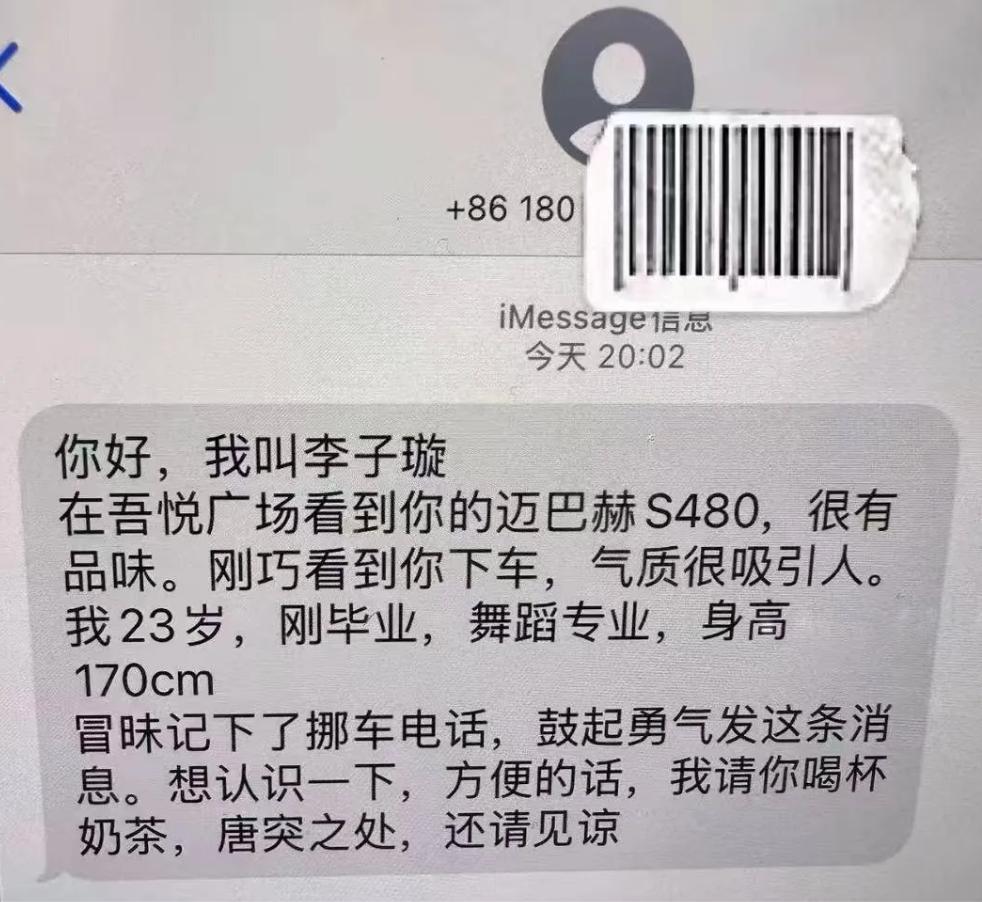 +86 180
iMessage信息
今天 20:02
你好，我叫李子璇
在吾悦广场看到你的迈巴赫S480，很有
品味。刚巧看到你下车，气质很吸引人。
我23岁，刚毕业，舞蹈专业，身高
170cm
冒昧记下了挪车电话，鼓起勇气发这条消
息。想认识一下，方便的话，我请你喝杯
奶茶，唐突之处，还请见谅